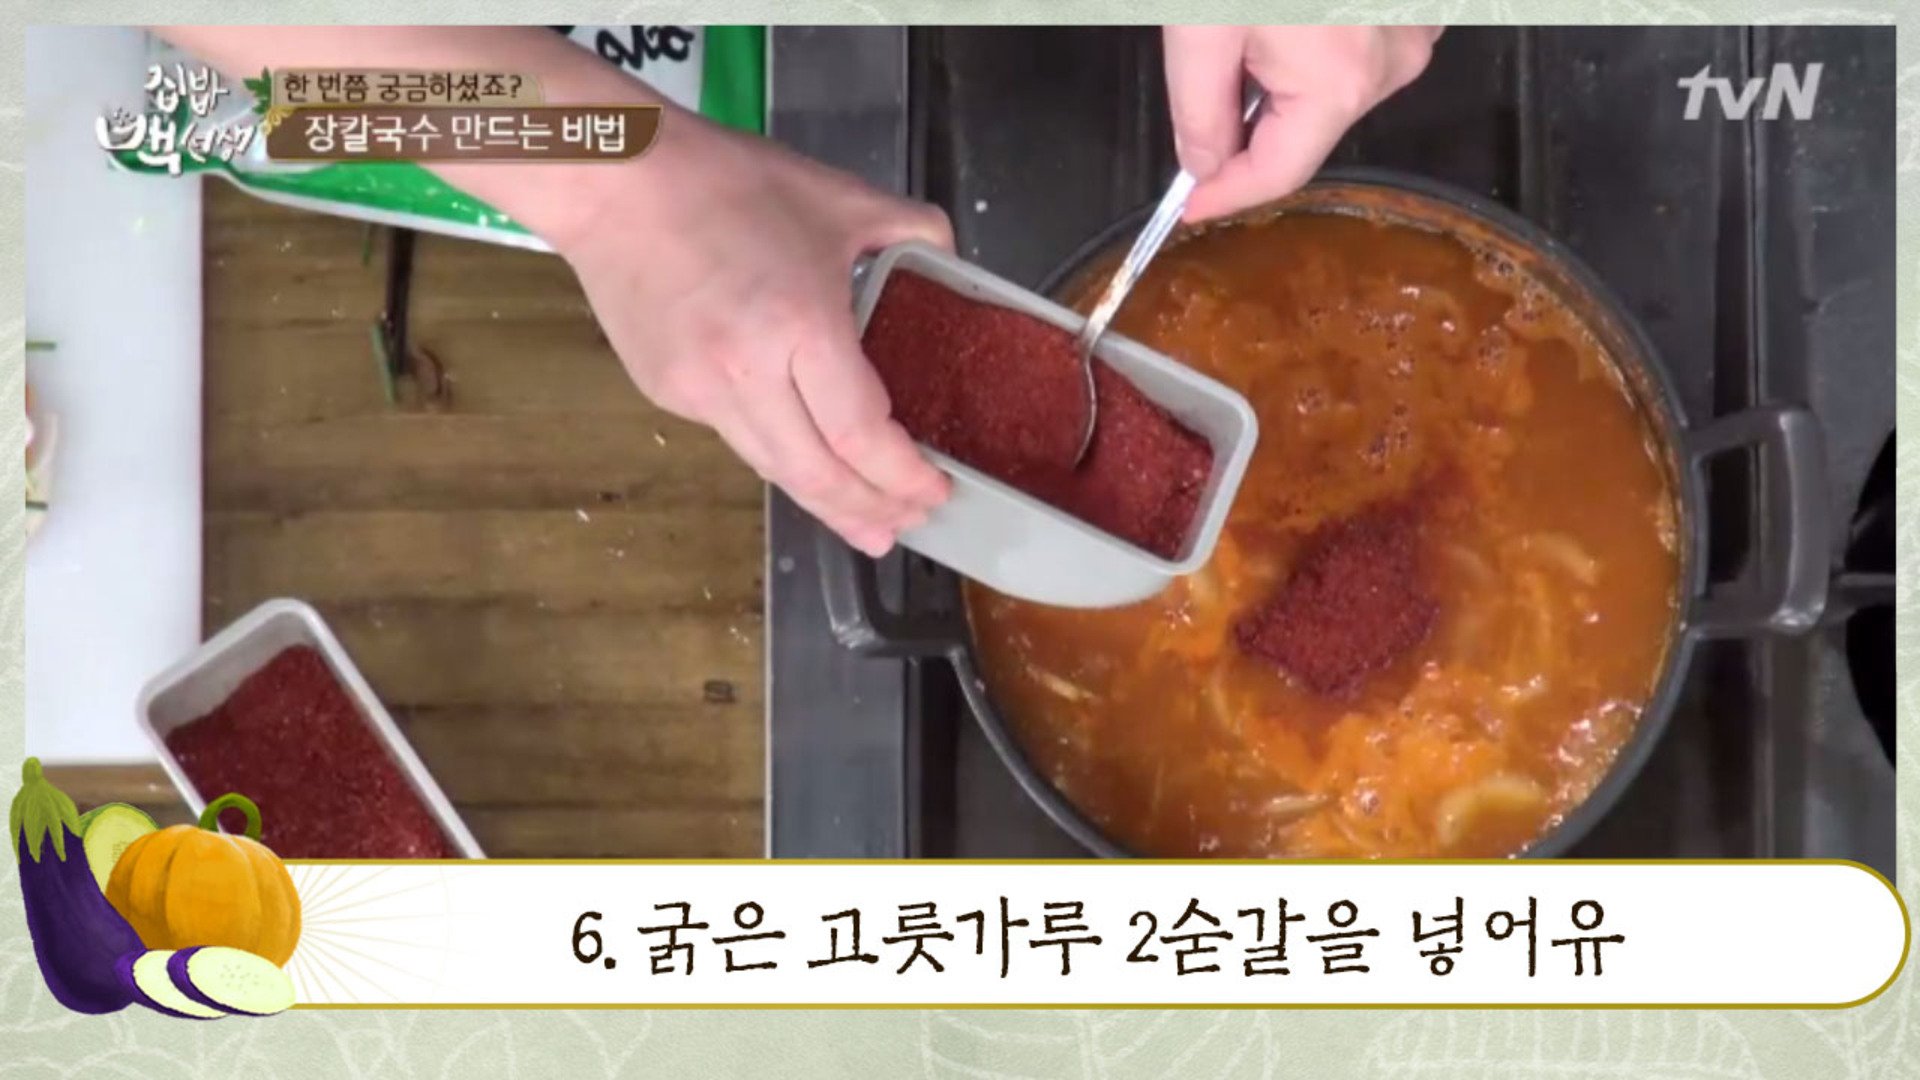 집밥
백선생
한 번쯤 궁금하셨죠?
장칼국수 만드는 비법
tvN
6. 굵은 고춧가루 2숟갈을 넣어유